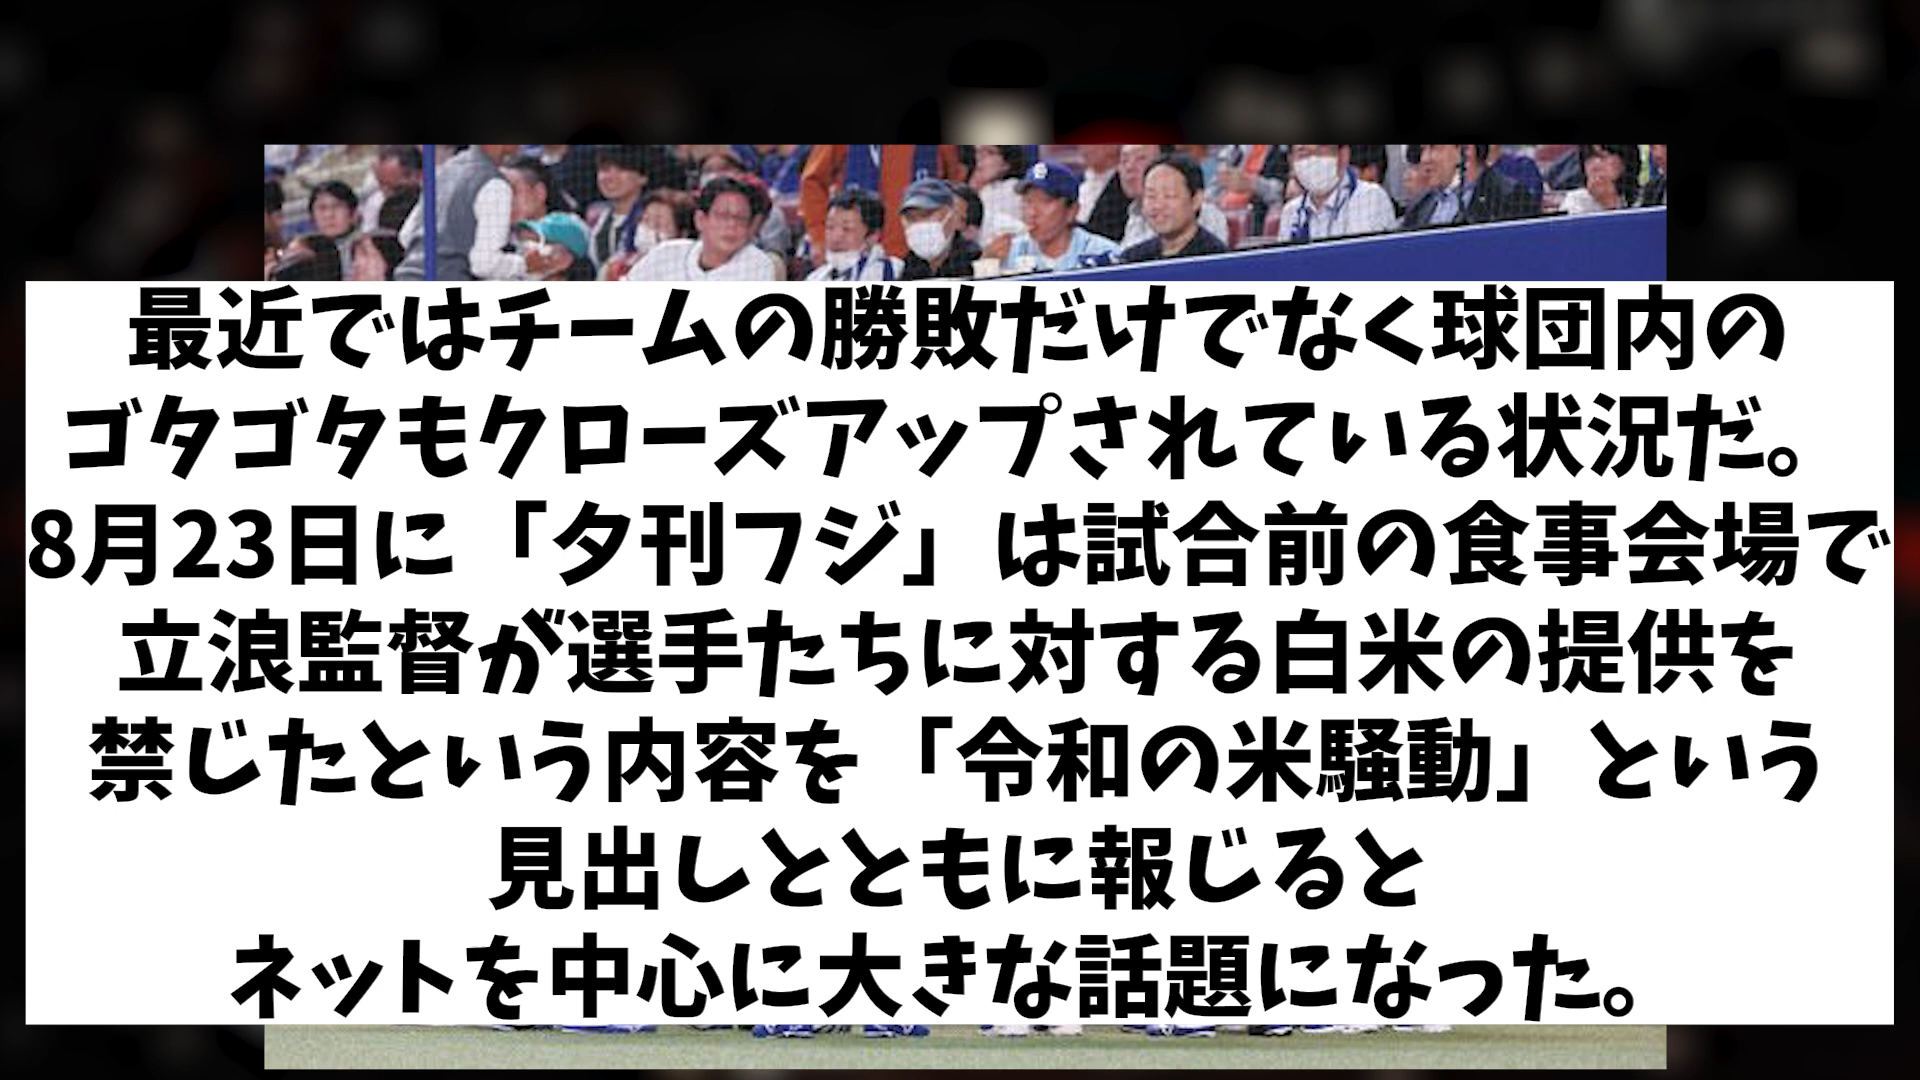 最近ではチームの勝敗だけでなく球団内の
ゴタゴタもクローズアップされている状況だ。
8月23日に「夕刊フジ」は試合前の食事会場で
立浪監督が選手たちに対する白米の提供を
禁じたという内容を「令和の米騒動」という
見出しとともに報じると
ネットを中心に大きな話題になった。